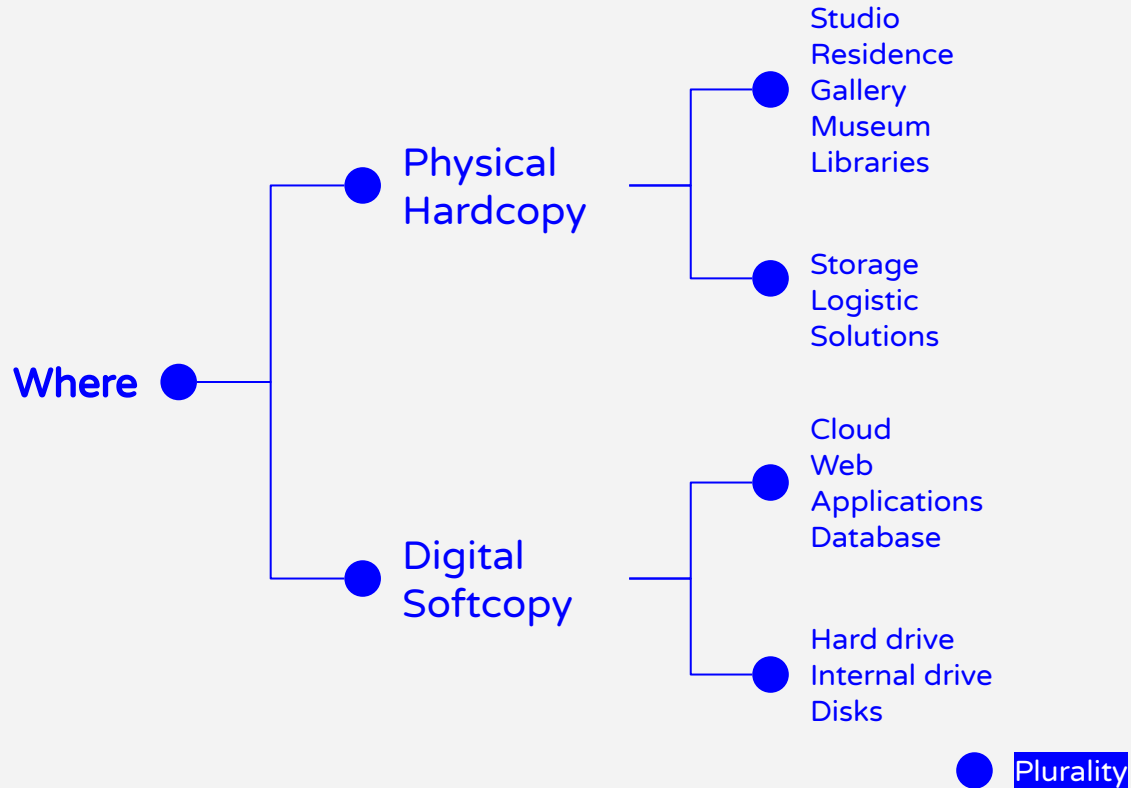 Where
Physical
Hardcopy
Studio
Residence
Gallery
Museum
Libraries
Storage
Logistic
Solutions
Digital
Softcopy
Cloud
Web
Applications
Database
Hard drive
Internal drive
Disks
Plurality